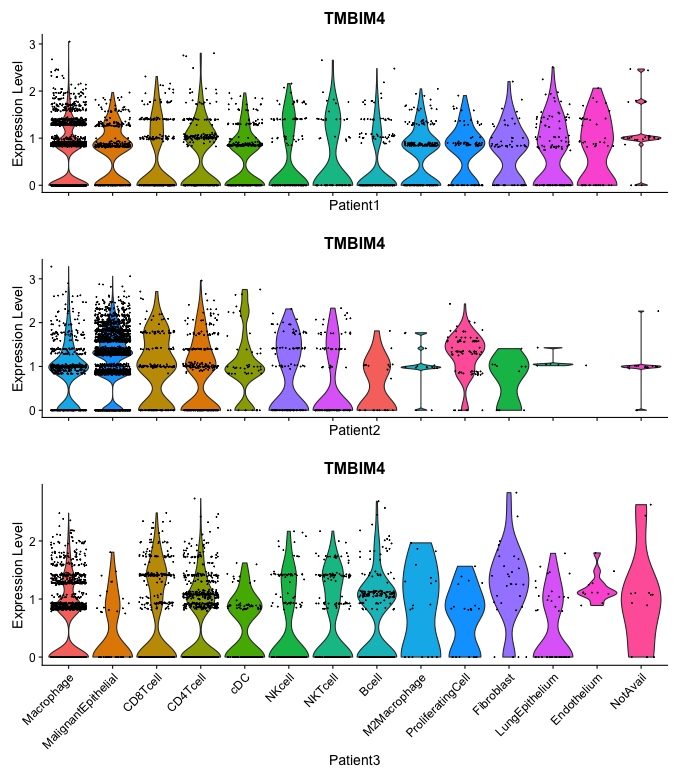 TMBIM4
Expression Level
3
2
1
0
Patient1
TMBIM4
Expression Level
3
2
1
0
Patient2
TMBIM4
Expression Level
2
1
0
Macrophage
MalignantEpithelial
CD8Tcell
CD4Tcell
cDC
NKcell
NKTcell
Bcell
M2Macrophage
ProliferatingCell
Fibroblast
LungEpithelium
Endothelium
NotAvail
Patient3